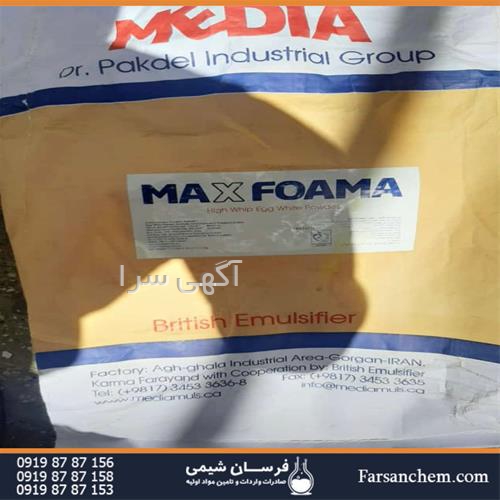 MEDIA
Dr. Pakdel Industrial Group
MAXFOAMA
High Whip Egg White Powder
آگهی سرا
British Emulsifier
Factory: Agh-ghala Industrial Area-Gorgan-IRAN.
Karma Farayand with Cooperation by: British Emulsifier
Tel: (+9817) 3453 3636-8 Fax: (+9817) 3453 3635
www.mediamuls.ca info@mediamuls.ca
0919 87 87 156
0919 87 87 158
0919 87 87 153
فرسان شیمی
صادرات واردات و تامین مواد اولیه
Farsanchem.com